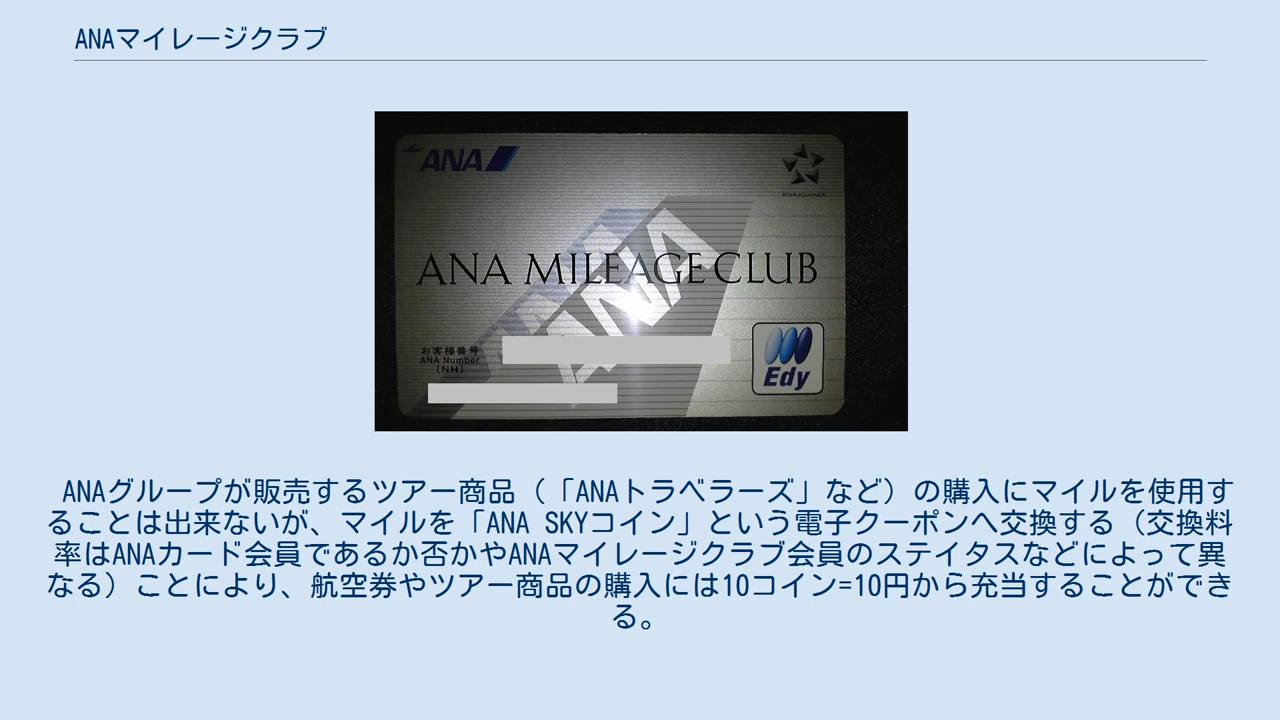 ANAマイレージクラブ
ANA
STAR ALLIANCE
ANA
ANA
ANA MILEAGE CLUB
お客様番号
ANA Number
(NH)
Edy
ANAグループが販売するツアー商品（「ANAトラベラーズ」など）の購入にマイルを使用す
ることは出来ないが、マイルを「ANA SKYコイン」という電子クーポンへ交換する（交換料
率はANAカード会員であるか否かやANAマイレージクラブ会員のステイタスなどによって異
なる）ことにより、航空券やツアー商品の購入には10コイン=10円から充当することができ
る。